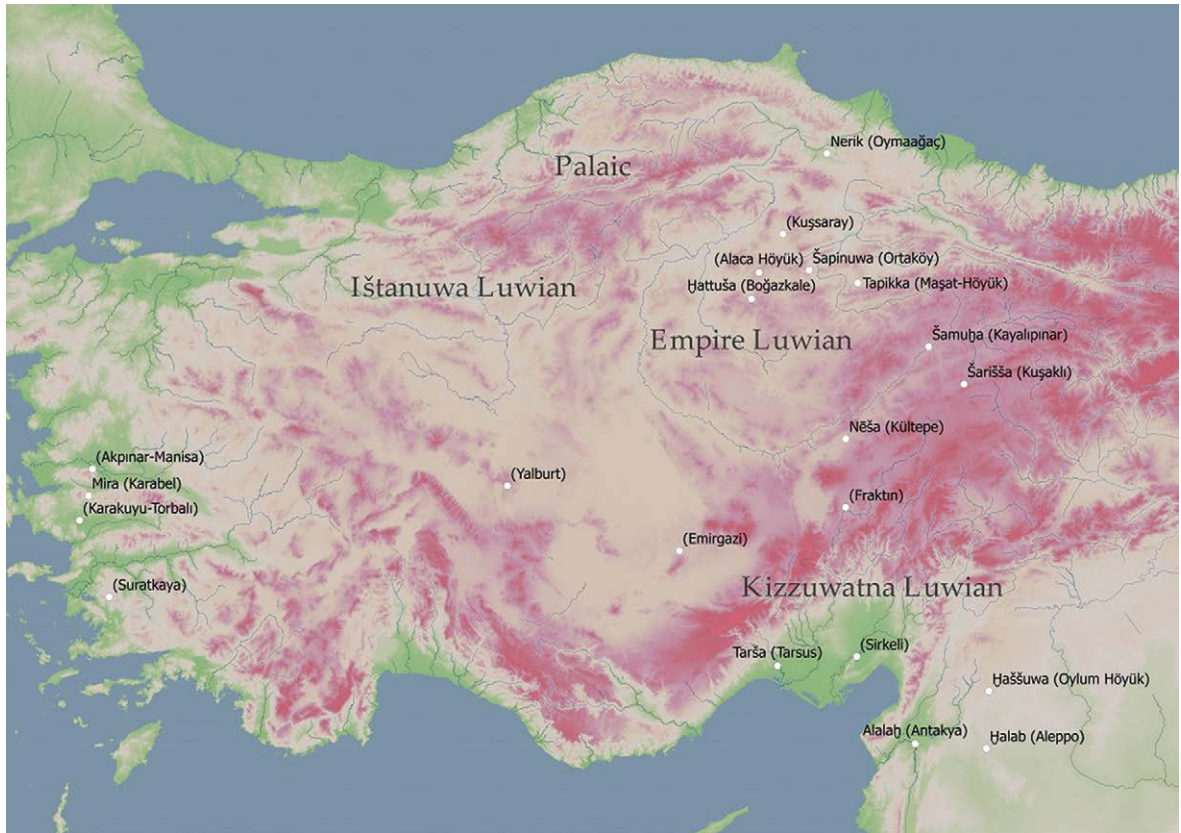 Nerik (Oymaağaç)
Palaic
(Kuşsaray)
(Alaca Höyük)
Šapinuwa (Ortaköy)
Ḫattuša (Boğazkale)
Tapikka (Maşat-Höyük)
Ištanuwa Luwian
Empire Luwian
Šamuḫa (Kayalıpınar)
Šarišša (Kuşaklı)
Nēša (Kültepe)
(Akpınar-Manisa)
Mira (Karabel)
(Karakuyu-Torbalı)
(Yalburt)
(Fraktın)
(Emirgazi)
(Suratkaya)
Kizzuwatna Luwian
Tarša (Tarsus)
(Sirkeli)
Ḫaššuwa (Oylum Höyük)
Alalaḫ (Antakya)
Ḫalab (Aleppo)